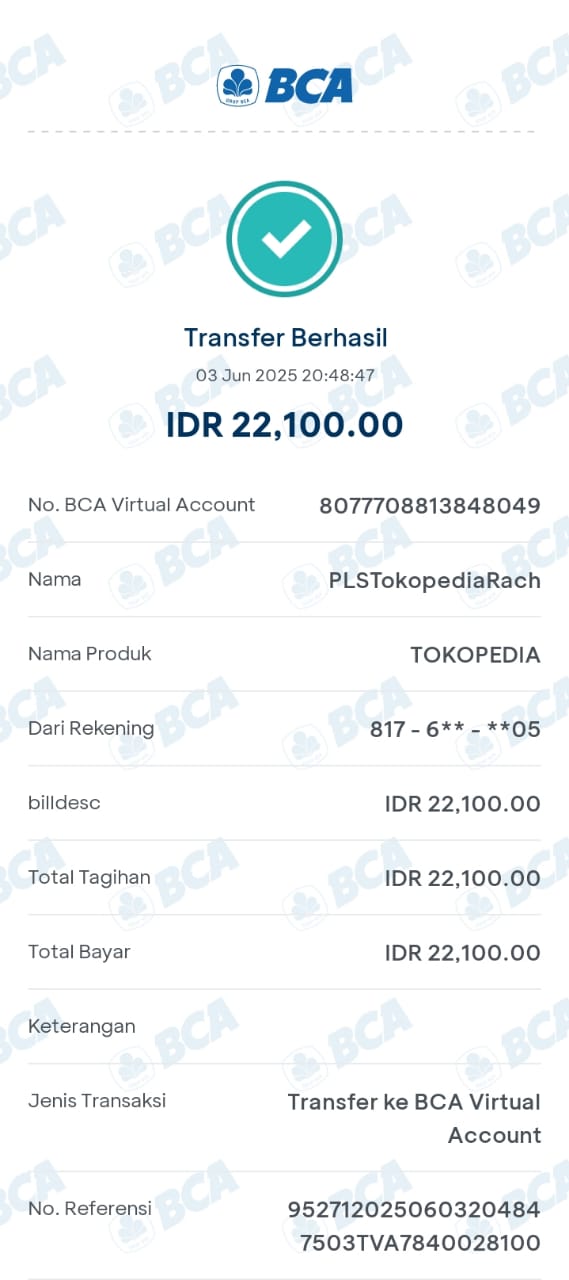 BCA
Transfer Berhasil
03 Jun 2025 20:48:47
IDR 22,100.00
No. BCA Virtual Account 8077708813848049
Nama PLSTokopediaRach
Nama Produk TOKOPEDIA
Dari Rekening 817 - 6** - **05
billdesc IDR 22,100.00
Total Tagihan IDR 22,100.00
Total Bayar IDR 22,100.00
Keterangan
Jenis Transaksi Transfer ke BCA Virtual
Account
No. Referensi 952712025060320484
7503TVA7840028100